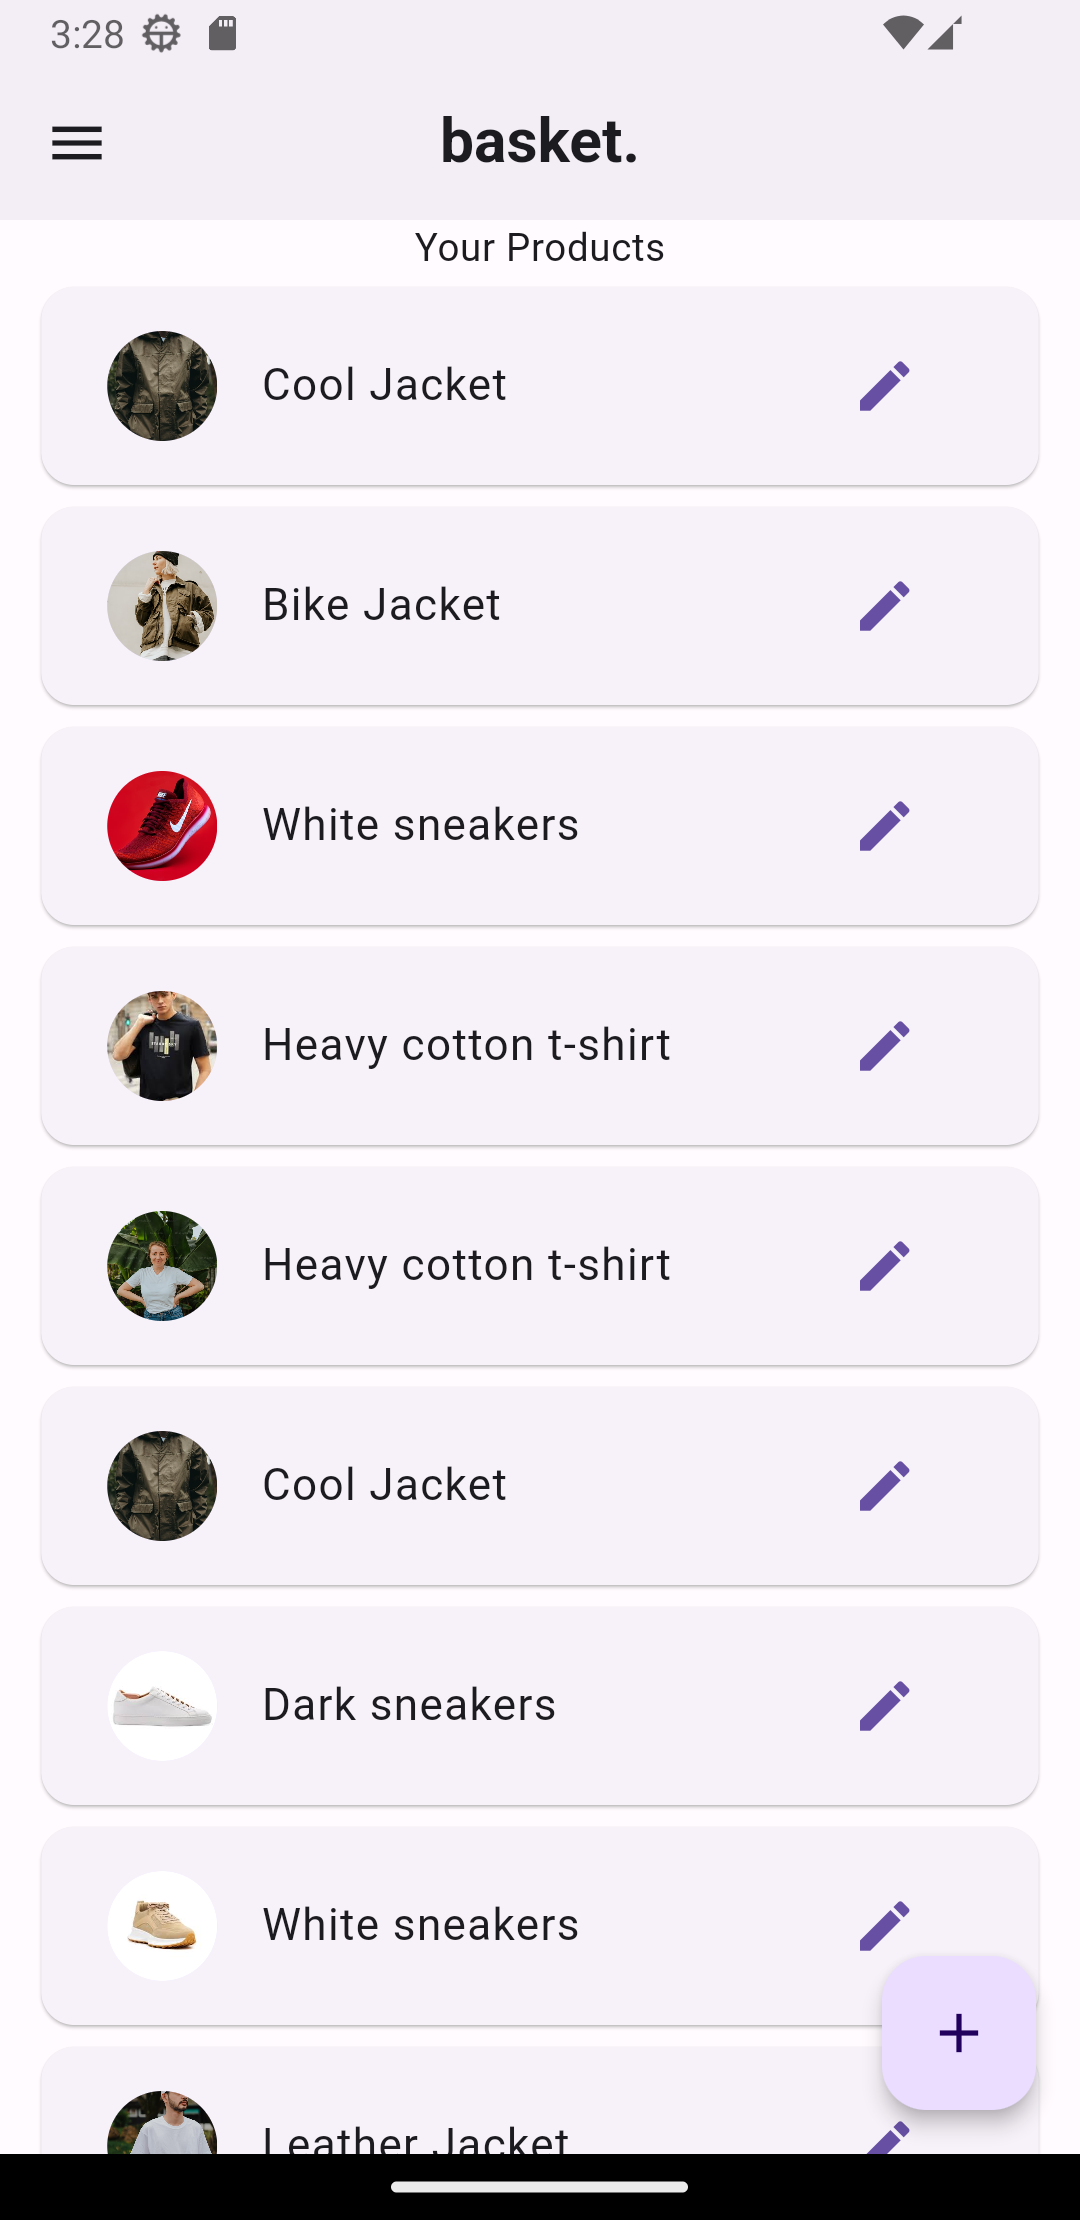 3:28
basket.
Your Products
Cool Jacket
Bike Jacket
White sneakers
Heavy cotton t-shirt
Heavy cotton t-shirt
Cool Jacket
Dark sneakers
White sneakers
Leather Jacket